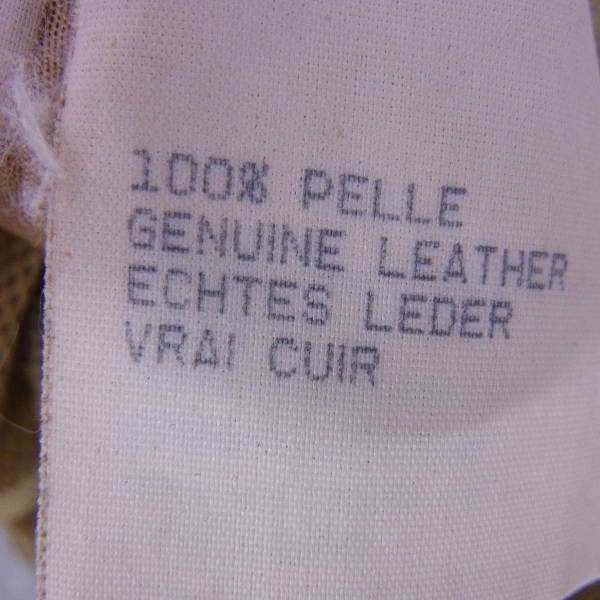 100% PELLE
GENUINE LEATHER
ECHTES LEDER
VRAI CUIR